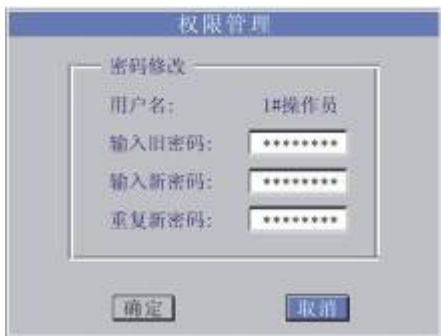 权限管理
密码修改
用户名: 1#操作员
输入旧密码: ********
输入新密码: ********
重复新密码: ********
确定 取消